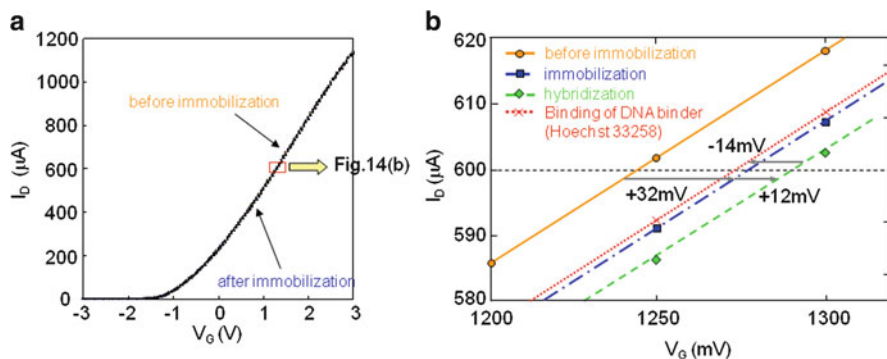 a
1200
1000
800
600
400
200
0
I_D (μA)
before immobilization
Fig.14(b)
after immobilization
-3
-2
-1
0
1
2
3
V_G (V)
b
620
610
600
590
580
I_D (μA)
before immobilization
immobilization
hybridization
Binding of DNA binder
(Hoechst 33258)
-14mV
+32mV
+12mV
1200
1250
1300
V_G (mV)